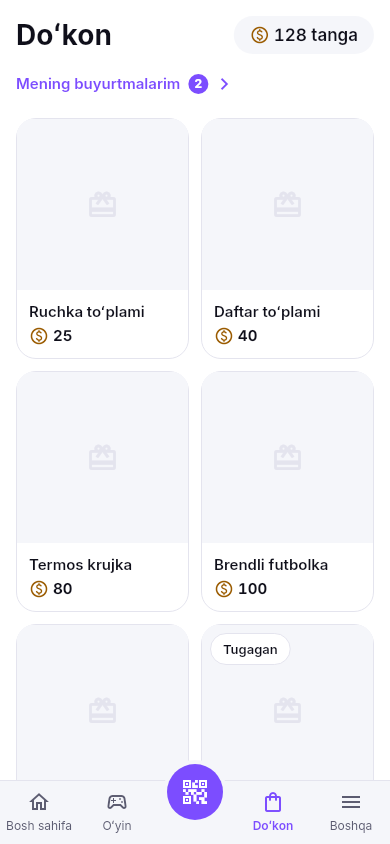 Doʻkon
128 tanga
Mening buyurtmalarim 2
Ruchka toʻplami
25
Daftar toʻplami
40
Termos krujka
80
Brendli futbolka
100
Tugagan
Bosh sahifa
Oʻyin
Doʻkon
Boshqa